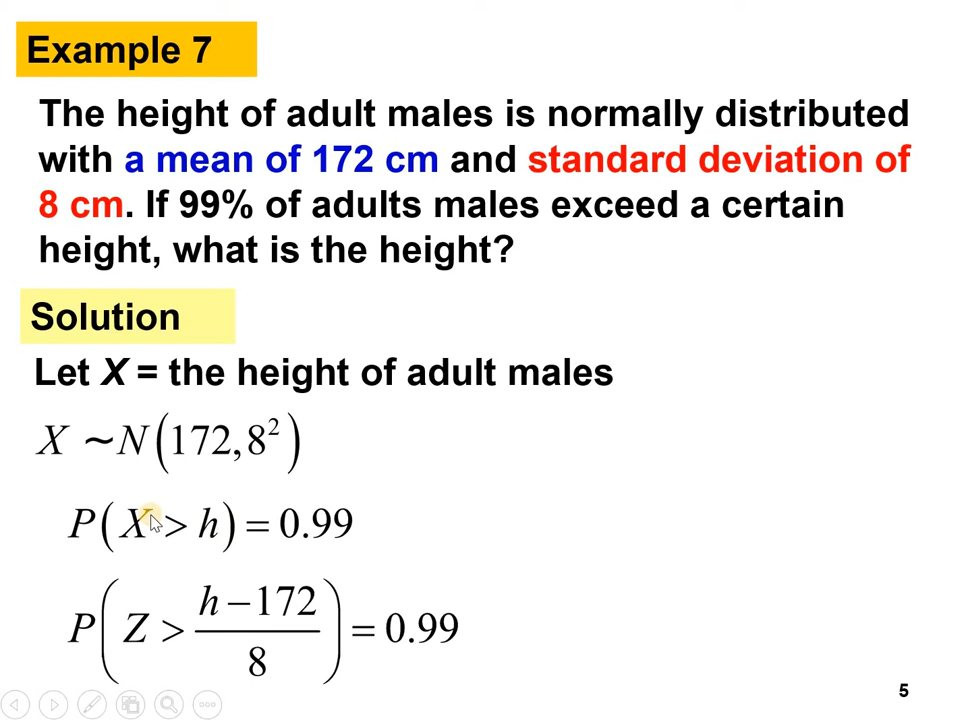 Example 7
The height of adult males is normally distributed
with a mean of 172 cm and standard deviation of
8 cm. If 99% of adults males exceed a certain
height, what is the height?
Solution
Let X = the height of adult males
X ∼ N(172, 8²)
P(X > h) = 0.99
P(Z > (h − 172)/8) = 0.99
5